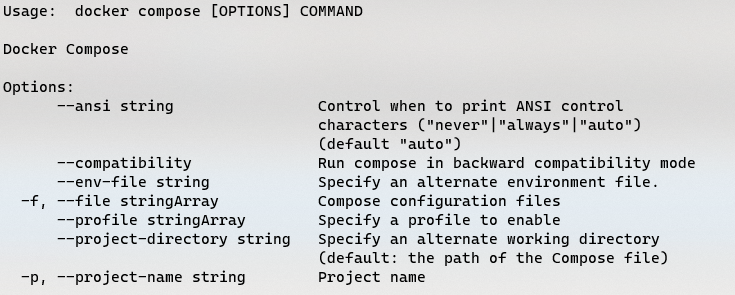 Usage:  docker compose [OPTIONS] COMMAND

Docker Compose

Options:
      --ansi string                Control when to print ANSI control
                                   characters ("never"|"always"|"auto")
                                   (default "auto")
      --compatibility              Run compose in backward compatibility mode
      --env-file string            Specify an alternate environment file.
  -f, --file stringArray           Compose configuration files
      --profile stringArray        Specify a profile to enable
      --project-directory string   Specify an alternate working directory
                                   (default: the path of the Compose file)
  -p, --project-name string        Project name